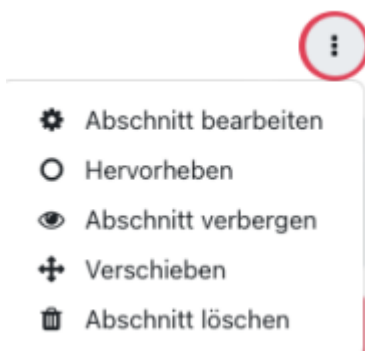 Abschnitt bearbeiten
Hervorheben
Abschnitt verbergen
Verschieben
Abschnitt löschen